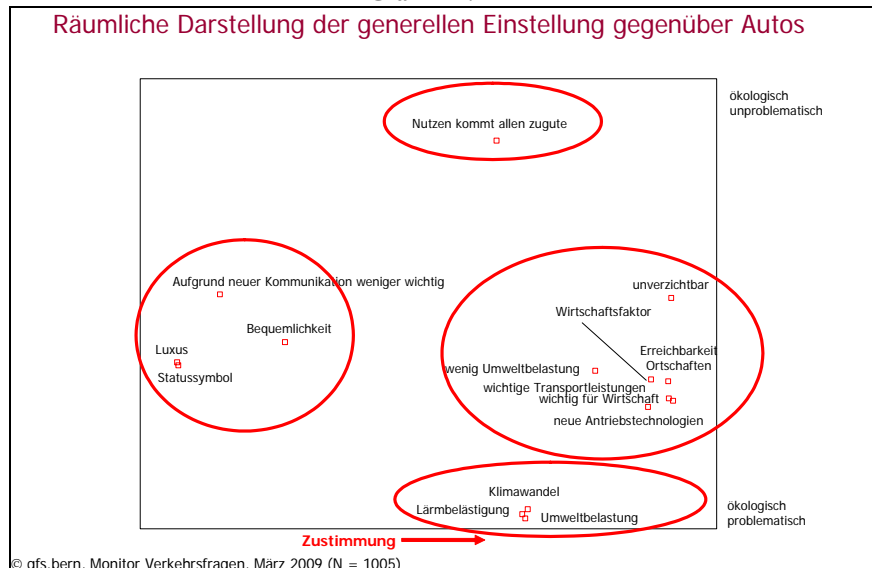 Räumliche Darstellung der generellen Einstellung gegenüber Autos
ökologisch
unproblematisch
Nutzen kommt allen zugute
Aufgrund neuer Kommunikation weniger wichtig
unverzichtbar
Wirtschaftsfaktor
Bequemlichkeit
Luxus
Statussymbol
Erreichbarkeit
Ortschaften
wenig Umweltbelastung
wichtige Transportleistungen
wichtig für Wirtschaft
neue Antriebstechnologien
Klimawandel
Lärmbelästigung
Umweltbelastung
ökologisch
problematisch
Zustimmung
© gfs.bern, Monitor Verkehrsfragen, März 2009 (N = 1005)